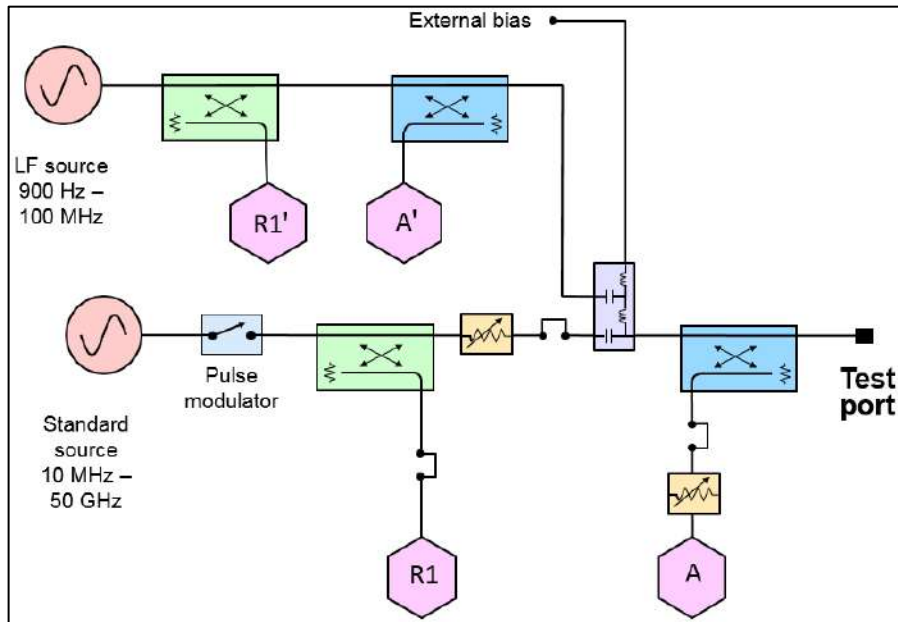 External bias
LF source
900 Hz –
100 MHz
R1'
A'
Pulse
modulator
Test
port
Standard
source
10 MHz –
50 GHz
R1
A